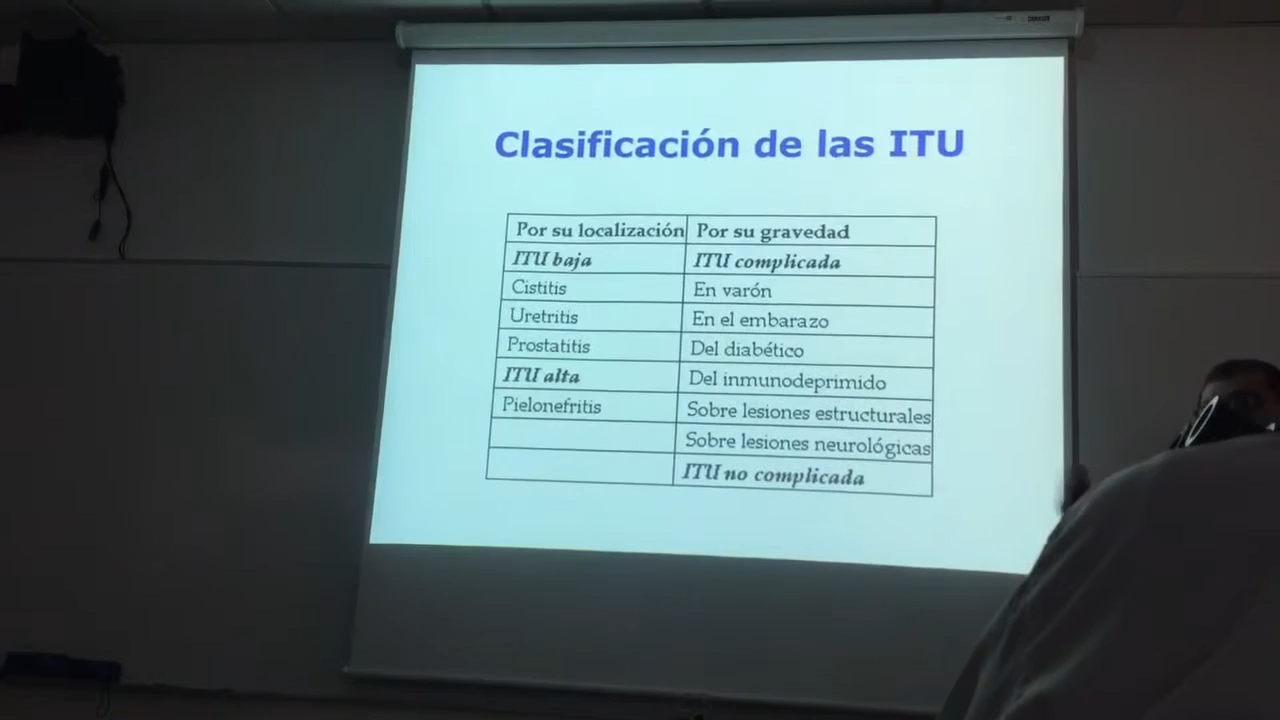 Clasificación de las ITU
Por su localización Por su gravedad
ITU baja ITU complicada
Cistitis En varón
Uretritis En el embarazo
Prostatitis Del diabético
ITU alta Del inmunodeprimido
Pielonefritis Sobre lesiones estructurales
Sobre lesiones neurológicas
ITU no complicada